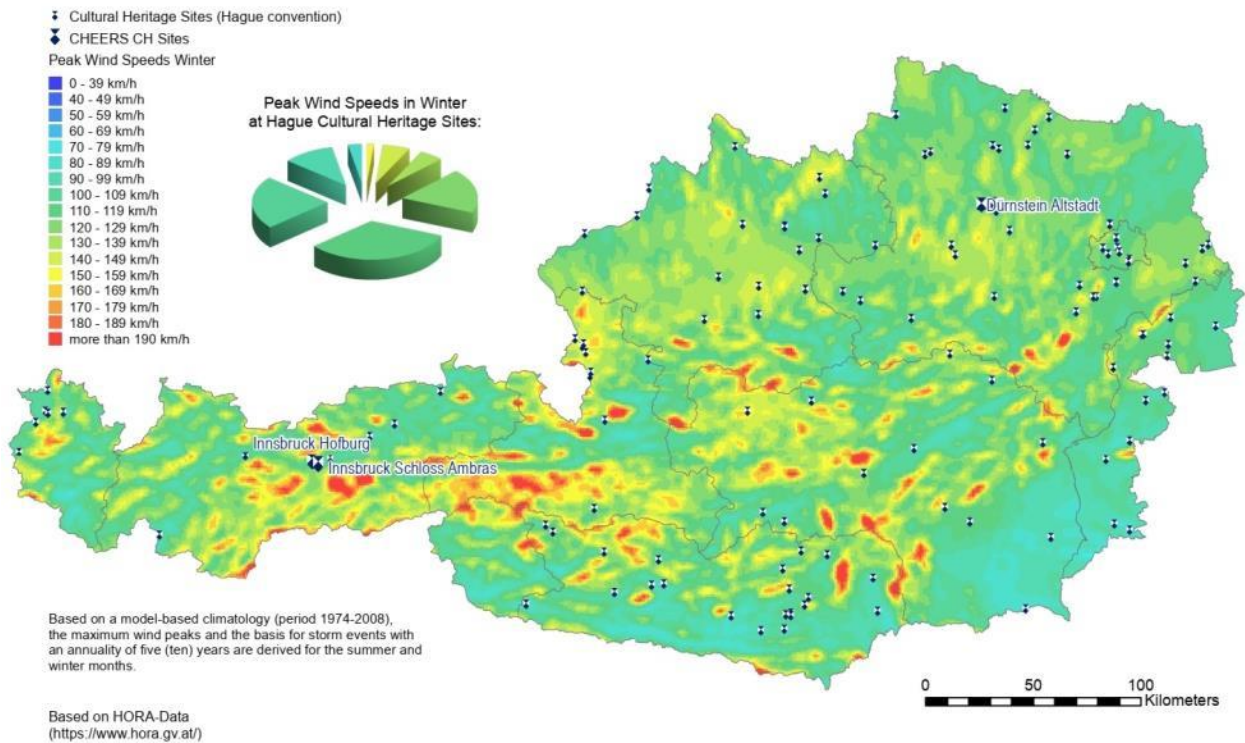 Cultural Heritage Sites (Hague convention)
CHEERS CH Sites
Peak Wind Speeds Winter
0 - 39 km/h
40 - 49 km/h
50 - 59 km/h
60 - 69 km/h
70 - 79 km/h
80 - 89 km/h
90 - 99 km/h
100 - 109 km/h
110 - 119 km/h
120 - 129 km/h
130 - 139 km/h
140 - 149 km/h
150 - 159 km/h
160 - 169 km/h
170 - 179 km/h
180 - 189 km/h
more than 190 km/h
Peak Wind Speeds in Winter
at Hague Cultural Heritage Sites:
Dürnstein Altstadt
Innsbruck Hofburg
Innsbruck Schloss Ambras
Based on a model-based climatology (period 1974-2008),
the maximum wind peaks and the basis for storm events with
an annuality of five (ten) years are derived for the summer and
winter months.
Based on HORA-Data
(https://www.hora.gv.at/)
0 50 100
Kilometers